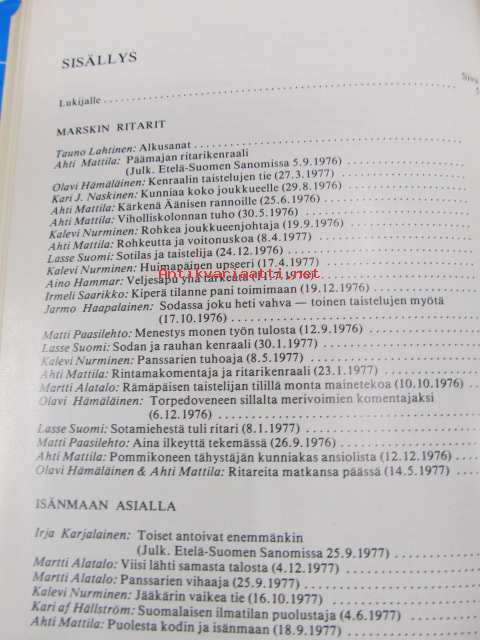 SISÄLLYS
Sivu
Lukijalle
MARSKIN RITARIT
Tauno Lahtinen: Alkusanat
Ahti Mattila: Päämajan ritarikenraali
(Julk. Etelä-Suomen Sanomissa 5.9.1976)
Olavi Hämäläinen: Kenraalin taistelujen tie (27.3.1977)
Kari J. Naskinen: Kunniaa koko joukkueelle (29.8.1976)
Ahti Mattila: Kärkenä Äänisen rannoille (25.6.1976)
Ahti Mattila: Vihollískolonnan tuho (30.5.1976)
Kalevi Nurminen: Rohkea joukkueenjohtaja (19.9.1976)
Ahti Mattila: Rohkeutta ja voitonuskoa (8.4.1977)
Lasse Suomi: Sotilas ja taistelija (24.12.1976)
Kalevi Nurminen: Huimapäinen upseeri (17.4.1977)
Aino Hammar: Veljesapu yhä tärkeätä (17.7.1976)
Antikvariaatti.net
Irmeli Saarikko: Kiperä tilanne pani toimimaan (19.12.1976)
Jarmo Haapalainen: Sodassa joku heti vahva — toinen taistelujen myötä
(17.10.1976)
Matti Paasilehto: Menestys monen työn tulosta (12.9.1976)
Lasse Suomi: Sodan ja rauhan kenraali (30.1.1977)
Kalevi Nurminen: Panssarien tuhoaja (8.5.1977)
Ahti Mattila: Rintamakomentaja ja ritarikenraali (23.1.1977)
Martti Alatalo: Rämäpäisen taistelijan tilillä monta mainetekoa (10.10.1976)
Olavi Hämäläinen: Torpedoveneen sillalta merivoimien komentajaksi
(6.12.1976)
Lasse Suomi: Sotamiehestä tuli ritari (8.1.1977)
Matti Paasilehto: Aina ilkeyttä tekemässä (26.9.1976)
Ahti Mattila: Pommikoneen tähystäjän kunniakas ansiolista (12.12.1976)
Olavi Hämäläinen & Ahti Mattila: Ritareita matkansa päässä (14.5.1977)
ISÄNMAAN ASIALLA
Irja Karjalainen: Toiset antoivat enemmänkin
(Julk. Etelä-Suomen Sanomissa 25.9.1977)
Martti Alatalo: Viisi lähti samasta talosta (4.12.1977)
Martti Alatalo: Panssarien vihaaja (25.9.1977)
Kalevi Nurminen: Jääkärin vaikea tie (16.10.1977)
Kari af Hällström: Suomalaisen ilmatilan puolustaja (4.6.1977)
Ahti Mattila: Puolesta kodin ja isänmaan (18.9.1977)